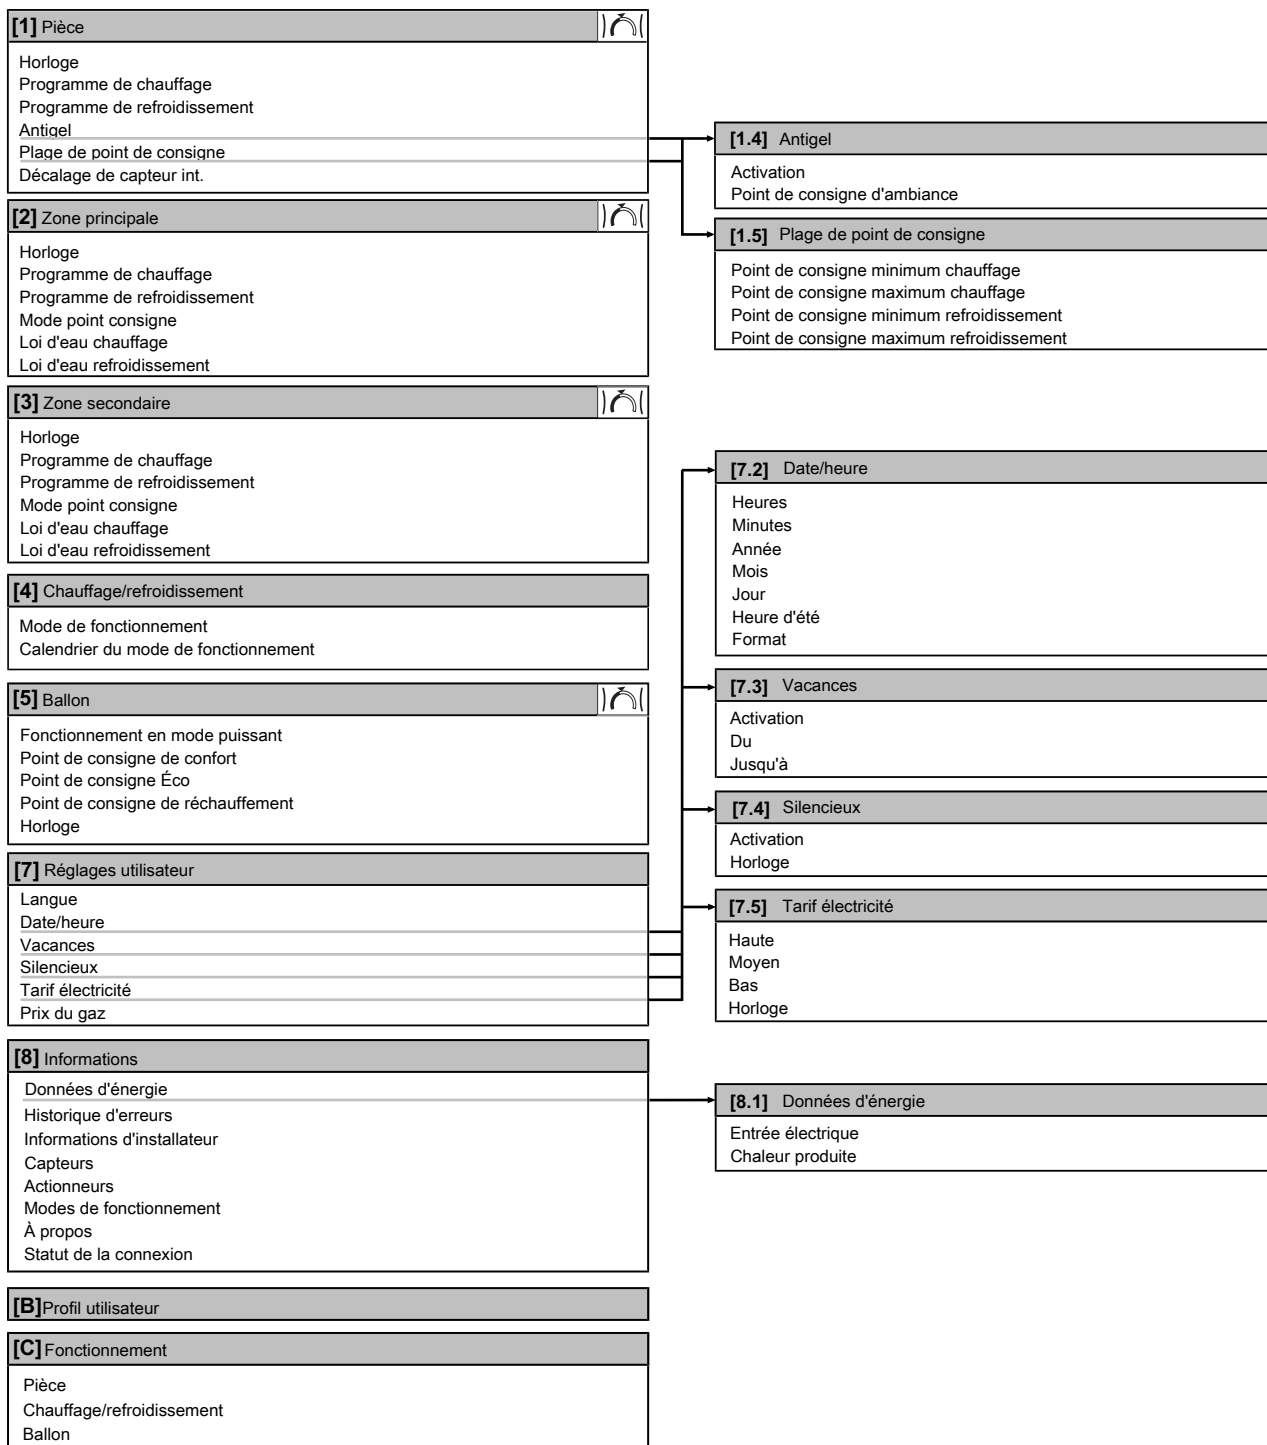 [1] Pièce
Horloge
Programme de chauffage
Programme de refroidissement
Antigel
Plage de point de consigne
Décalage de capteur int.
[1.4] Antigel
Activation
Point de consigne d'ambiance
[1.5] Plage de point de consigne
Point de consigne minimum chauffage
Point de consigne maximum chauffage
Point de consigne minimum refroidissement
Point de consigne maximum refroidissement
[2] Zone principale
Horloge
Programme de chauffage
Programme de refroidissement
Mode point consigne
Loi d'eau chauffage
Loi d'eau refroidissement
[3] Zone secondaire
Horloge
Programme de chauffage
Programme de refroidissement
Mode point consigne
Loi d'eau chauffage
Loi d'eau refroidissement
[4] Chauffage/refroidissement
Mode de fonctionnement
Calendrier du mode de fonctionnement
[5] Ballon
Fonctionnement en mode puissant
Point de consigne de confort
Point de consigne Éco
Point de consigne de réchauffement
Horloge
[7] Réglages utilisateur
Langue
Date/heure
Vacances
Silencieux
Tarif électricité
Prix du gaz
[7.2] Date/heure
Heures
Minutes
Année
Mois
Jour
Heure d'été
Format
[7.3] Vacances
Activation
Du
Jusqu'à
[7.4] Silencieux
Activation
Horloge
[7.5] Tarif électricité
Haute
Moyen
Bas
Horloge
[8] Informations
Données d'énergie
Historique d'erreurs
Informations d'installateur
Capteurs
Actionneurs
Modes de fonctionnement
À propos
Statut de la connexion
[8.1] Données d'énergie
Entrée électrique
Chaleur produite
[B] Profil utilisateur
[C] Fonctionnement
Pièce
Chauffage/refroidissement
Ballon